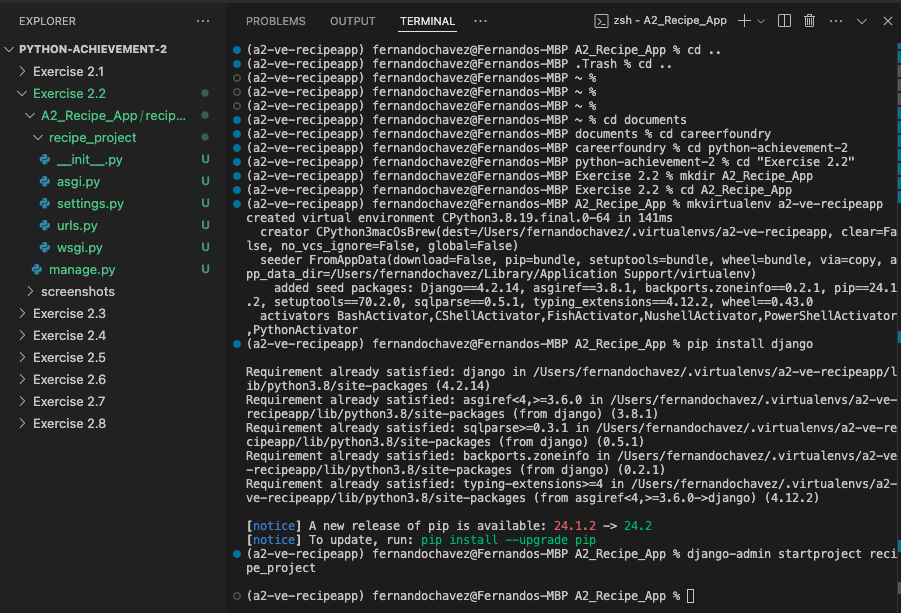 EXPLORER
PYTHON-ACHIEVEMENT-2
Exercise 2.1
Exercise 2.2
A2_Recipe_App / recip...
recipe_project
__init__.py U
asgi.py U
settings.py U
urls.py U
wsgi.py U
manage.py U
screenshots
Exercise 2.3
Exercise 2.4
Exercise 2.5
Exercise 2.6
Exercise 2.7
Exercise 2.8
PROBLEMS OUTPUT TERMINAL ... zsh - A2_Recipe_App
(a2-ve-recipeapp) fernandochavez@Fernandos-MBP A2_Recipe_App % cd ..
(a2-ve-recipeapp) fernandochavez@Fernandos-MBP .Trash % cd ..
(a2-ve-recipeapp) fernandochavez@Fernandos-MBP ~ %
(a2-ve-recipeapp) fernandochavez@Fernandos-MBP ~ %
(a2-ve-recipeapp) fernandochavez@Fernandos-MBP ~ %
(a2-ve-recipeapp) fernandochavez@Fernandos-MBP ~ % cd documents
(a2-ve-recipeapp) fernandochavez@Fernandos-MBP documents % cd careerfoundry
(a2-ve-recipeapp) fernandochavez@Fernandos-MBP careerfoundry % cd python-achievement-2
(a2-ve-recipeapp) fernandochavez@Fernandos-MBP python-achievement-2 % cd "Exercise 2.2"
(a2-ve-recipeapp) fernandochavez@Fernandos-MBP Exercise 2.2 % mkdir A2_Recipe_App
(a2-ve-recipeapp) fernandochavez@Fernandos-MBP Exercise 2.2 % cd A2_Recipe_App
(a2-ve-recipeapp) fernandochavez@Fernandos-MBP A2_Recipe_App % mkvirtualenv a2-ve-recipeapp
created virtual environment CPython3.8.19.final.0-64 in 141ms
creator CPython3macOsBrew(dest=/Users/fernandochavez/.virtualenvs/a2-ve-recipeapp, clear=Fa
lse, no_vcs_ignore=False, global=False)
seeder FromAppData(download=False, pip=bundle, setuptools=bundle, wheel=bundle, via=copy, a
pp_data_dir=/Users/fernandochavez/Library/Application Support/virtualenv)
added seed packages: Django==4.2.14, asgiref==3.8.1, backports.zoneinfo==0.2.1, pip==24.1
.2, setuptools==70.2.0, sqlparse==0.5.1, typing_extensions==4.12.2, wheel==0.43.0
activators BashActivator,CShellActivator,FishActivator,NushellActivator,PowerShellActivator
,PythonActivator
(a2-ve-recipeapp) fernandochavez@Fernandos-MBP A2_Recipe_App % pip install django
Requirement already satisfied: django in /Users/fernandochavez/.virtualenvs/a2-ve-recipeapp/l
ib/python3.8/site-packages (4.2.14)
Requirement already satisfied: asgiref<4,>=3.6.0 in /Users/fernandochavez/.virtualenvs/a2-ve-
recipeapp/lib/python3.8/site-packages (from django) (3.8.1)
Requirement already satisfied: sqlparse>=0.3.1 in /Users/fernandochavez/.virtualenvs/a2-ve-re
cipeapp/lib/python3.8/site-packages (from django) (0.5.1)
Requirement already satisfied: backports.zoneinfo in /Users/fernandochavez/.virtualenvs/a2-ve
-recipeapp/lib/python3.8/site-packages (from django) (0.2.1)
Requirement already satisfied: typing-extensions>=4 in /Users/fernandochavez/.virtualenvs/a2-
ve-recipeapp/lib/python3.8/site-packages (from asgiref<4,>=3.6.0->django) (4.12.2)
[notice] A new release of pip is available: 24.1.2 -> 24.2
[notice] To update, run: pip install --upgrade pip
(a2-ve-recipeapp) fernandochavez@Fernandos-MBP A2_Recipe_App % django-admin startproject reci
pe_project
(a2-ve-recipeapp) fernandochavez@Fernandos-MBP A2_Recipe_App %